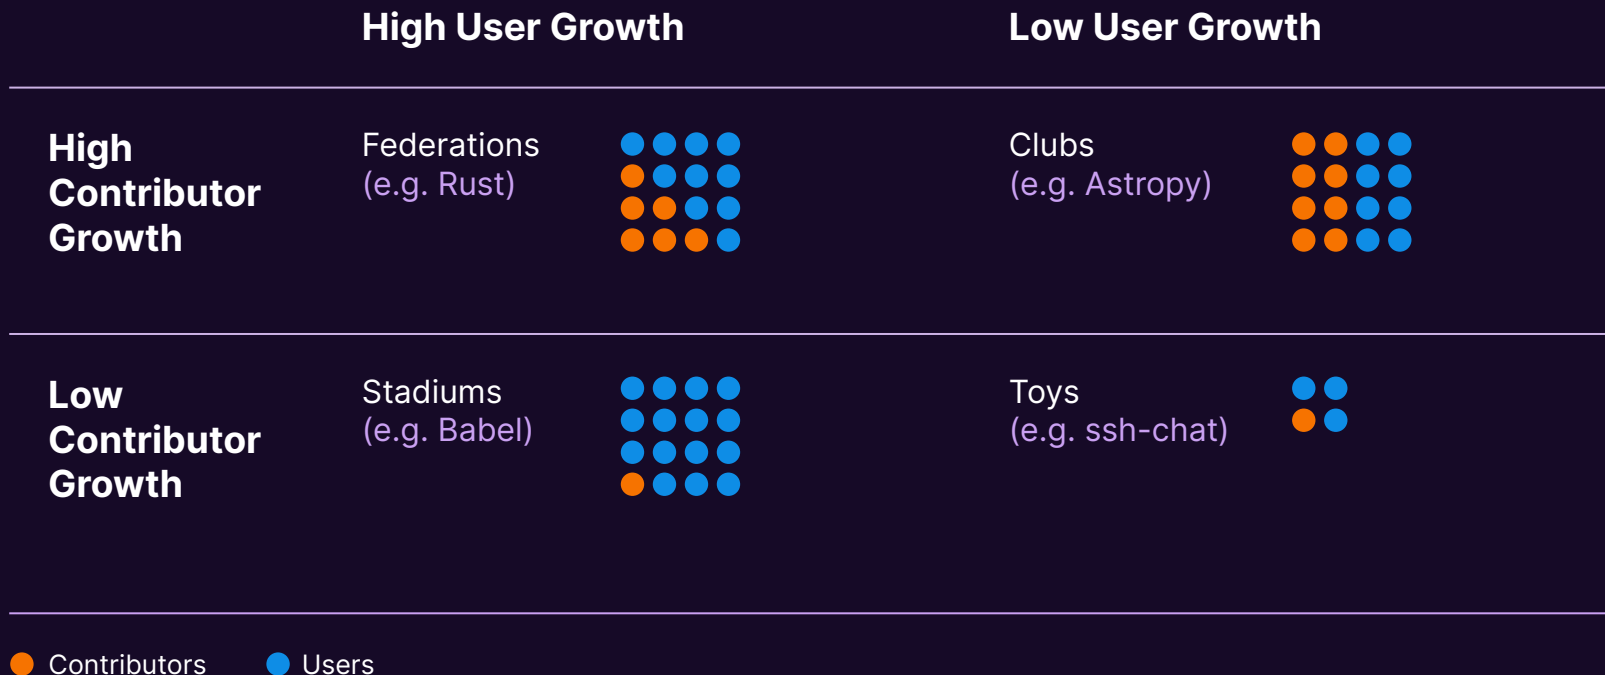 High User Growth
Low User Growth
High
Contributor
Growth
Federations
(e.g. Rust)
Clubs
(e.g. Astropy)
Low
Contributor
Growth
Stadiums
(e.g. Babel)
Toys
(e.g. ssh-chat)
Contributors
Users